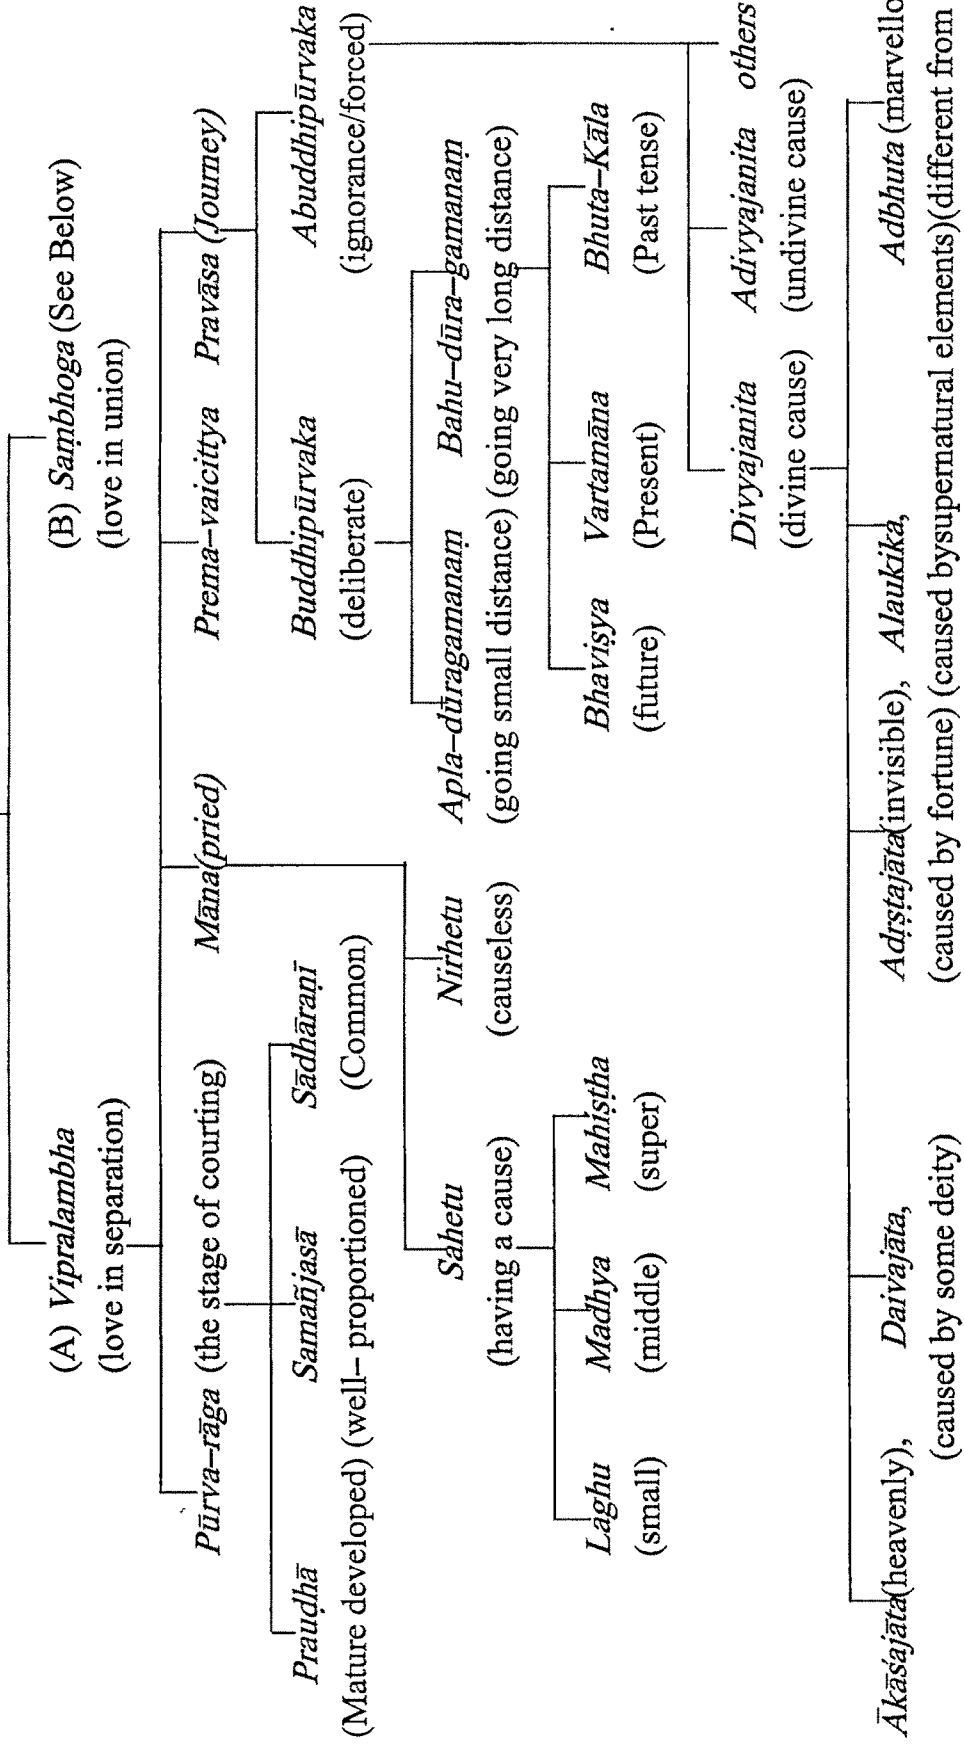 (A) Vipralambha (B) Saṃbhoga (See Below)
(love in separation) (love in union)
Pūrva–rāga (the stage of courting) Māna(pried) Prema–vaicittya Pravāsa (Journey)
Prauḍhā Samañjasā Sādhāraṇī Buddhipūrvaka Abuddhipūrvaka
(Mature developed) (well– proportioned) (Common) (deliberate) (ignorance/forced)
Sahetu Nirhetu Apla–dūragamanaṃ Bahu–dūra–gamanaṃ
(having a cause) (causeless) (going small distance) (going very long distance)
Laghu Madhya Mahiṣṭha Bhaviṣya Vartamāna Bhuta–Kāla
(small) (middle) (super) (future) (Present) (Past tense)
Divyajanita Adivyajanita others
(divine cause) (undivine cause)
Ākāśajāta(heavenly), Daivajāta, Adṛṣṭajāta(invisible), Alaukika, Adbhuta (marvello
(caused by some deity) (caused by fortune) (caused bysupernatural elements)(different from